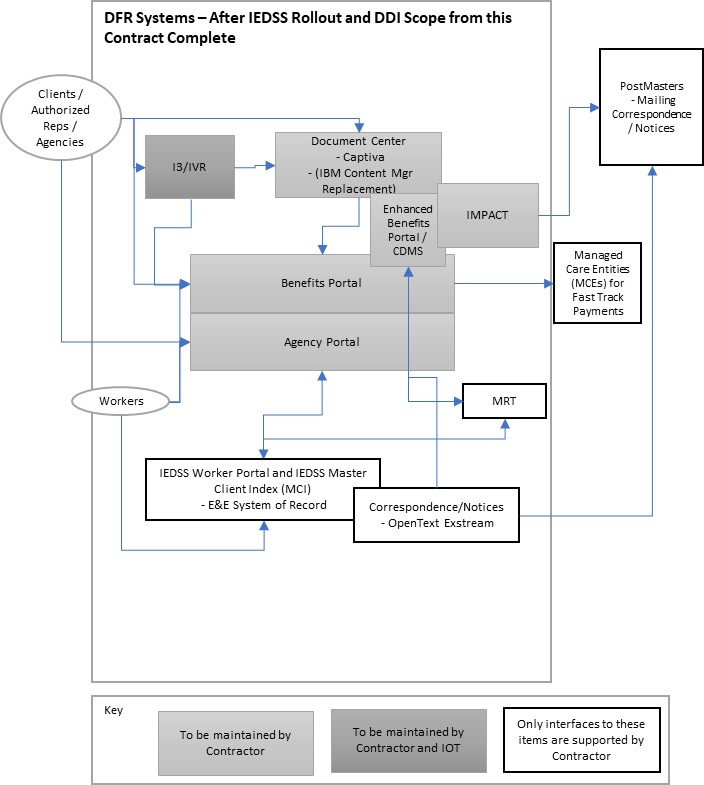 DFR Systems – After IEDSS Rollout and DDI Scope from this
Contract Complete
Clients /
Authorized
Reps /
Agencies
PostMasters
- Mailing
Correspondence
/ Notices
I3/IVR
Document Center
- Captiva
- (IBM Content Mgr
Replacement)
Enhanced
Benefits
Portal /
CDMS
IMPACT
Benefits Portal
Managed
Care Entities
(MCEs) for
Fast Track
Payments
Agency Portal
Workers
MRT
IEDSS Worker Portal and IEDSS Master
Client Index (MCI)
- E&E System of Record
Correspondence/Notices
- OpenText Exstream
Key
To be maintained by
Contractor
To be maintained by
Contractor and IOT
Only interfaces to these
items are supported by
Contractor